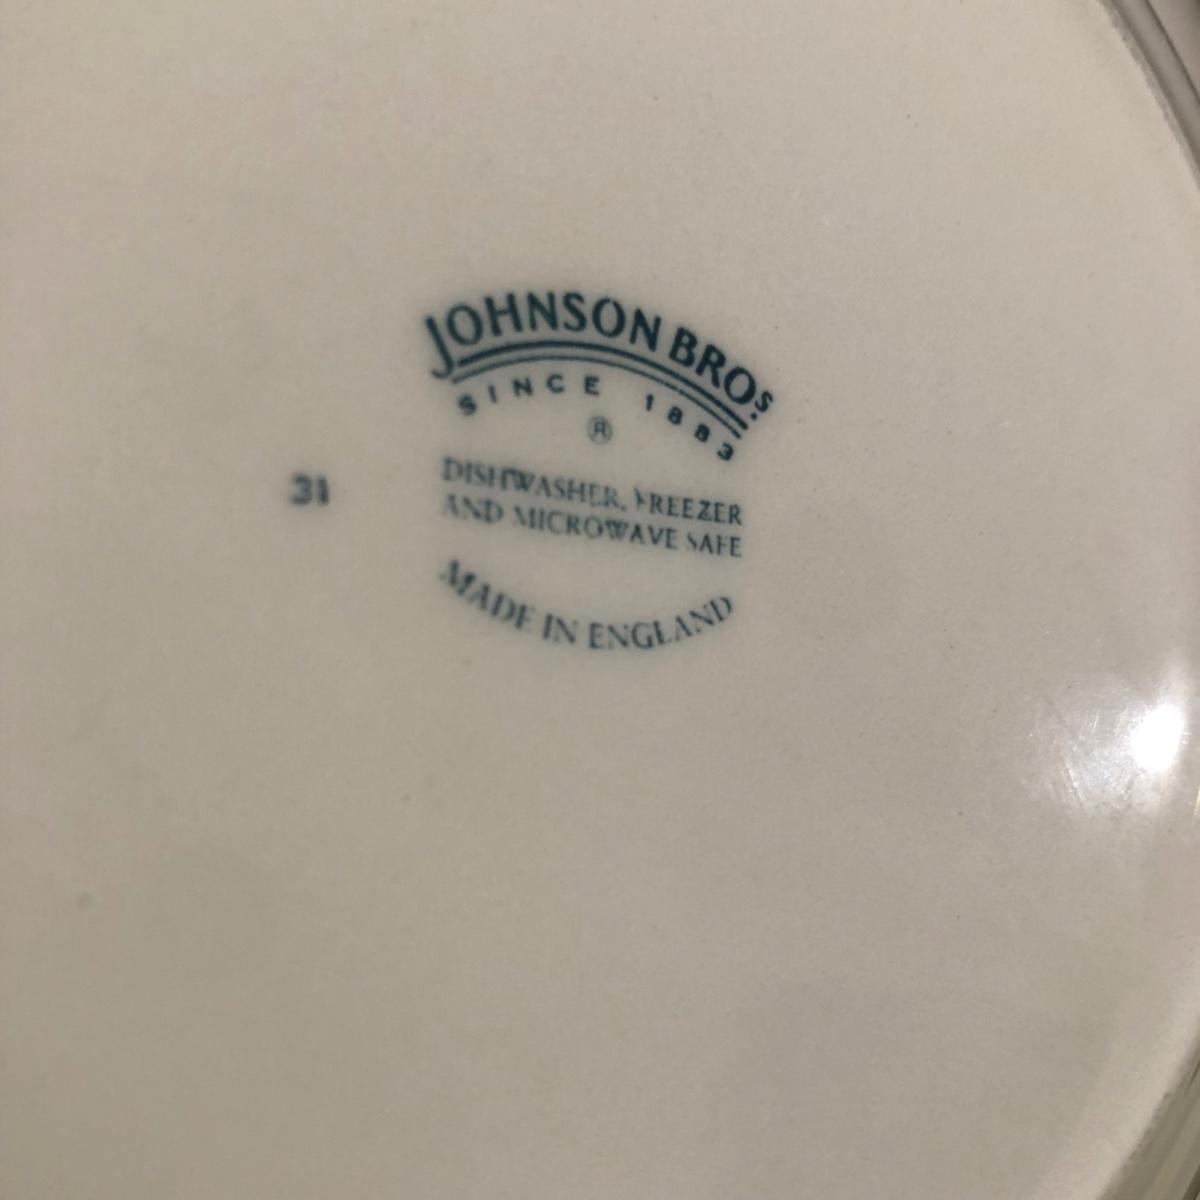 JOHNSON BROS.
SINCE 1883
®
31
DISHWASHER, FREEZER
AND MICROWAVE SAFE
MADE IN ENGLAND